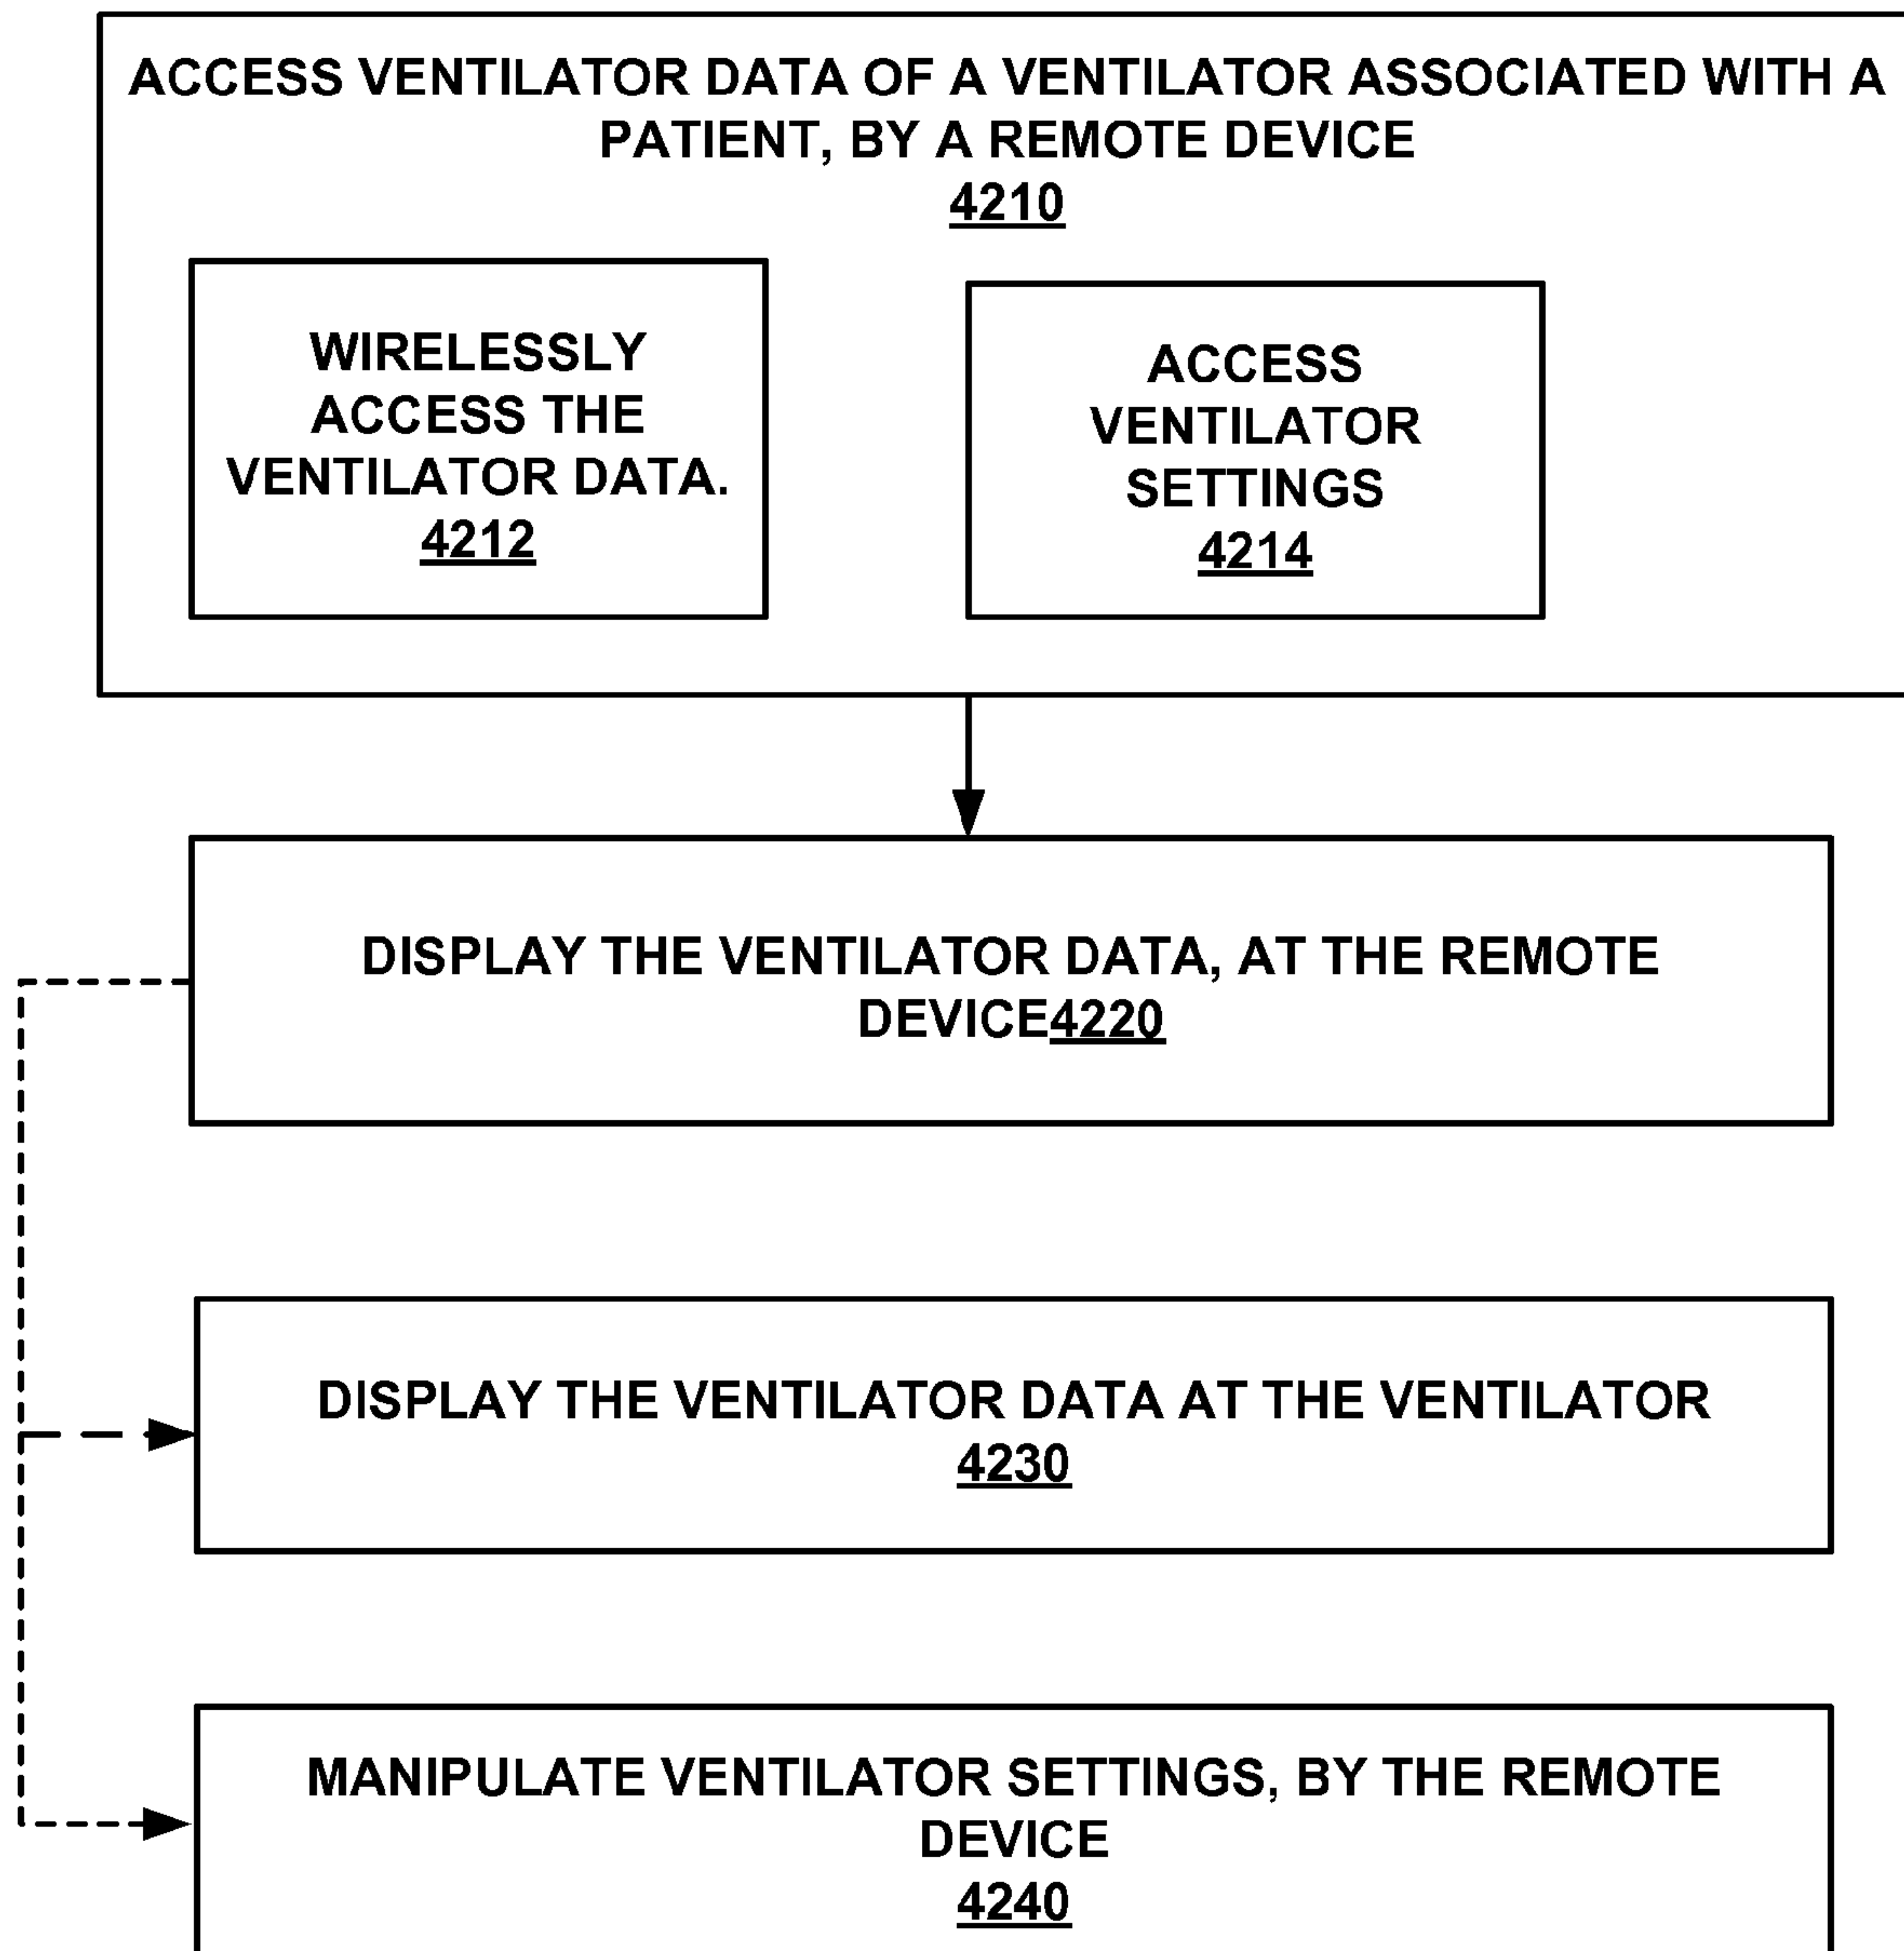 ACCESS VENTILATOR DATA OF A VENTILATOR ASSOCIATED WITH A
PATIENT, BY A REMOTE DEVICE
4210
WIRELESSLY
ACCESS THE
VENTILATOR DATA.
4212
ACCESS
VENTILATOR
SETTINGS
4214
DISPLAY THE VENTILATOR DATA, AT THE REMOTE
DEVICE4220
DISPLAY THE VENTILATOR DATA AT THE VENTILATOR
4230
MANIPULATE VENTILATOR SETTINGS, BY THE REMOTE
DEVICE
4240